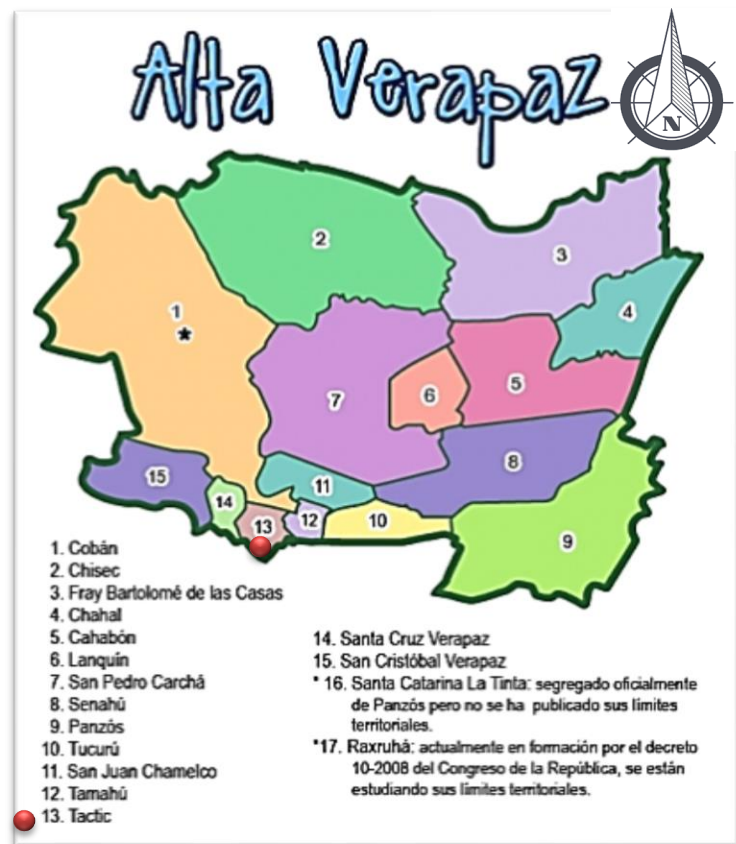 Alta Verapaz
N
2
3
1
*
4
7
6
5
15
14
11
8
13
12
10
9
1. Cobán
2. Chisec
3. Fray Bartolomé de las Casas
4. Chahal
5. Cahabón
6. Lanquín
7. San Pedro Carchá
8. Senahú
9. Panzós
10. Tucurú
11. San Juan Chamelco
12. Tamahú
13. Tactic
14. Santa Cruz Verapaz
15. San Cristóbal Verapaz
* 16. Santa Catarina La Tinta: segregado oficialmente
de Panzós pero no se ha publicado sus límites
territoriales.
*17. Raxruhá: actualmente en formación por el decreto
10-2008 del Congreso de la República, se están
estudiando sus límites territoriales.